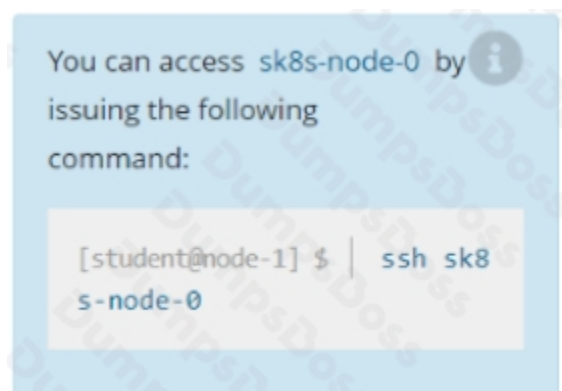 You can access sk8s-node-0 by
issuing the following
command:
[student@node-1] $ | ssh sk8
s-node-0